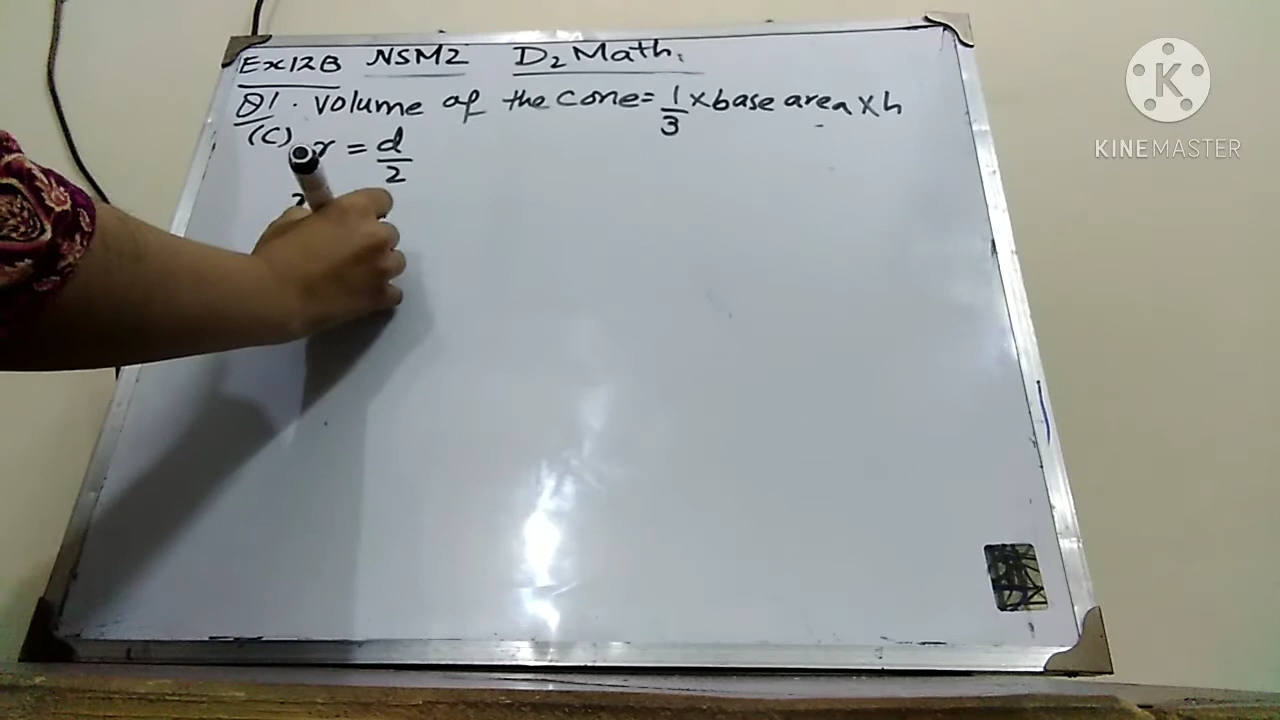 Ex12B NSM2 D2 Math.
Q1. Volume of the cone = 1/3 x base area x h
(C) r = d/2
KINEMASTER